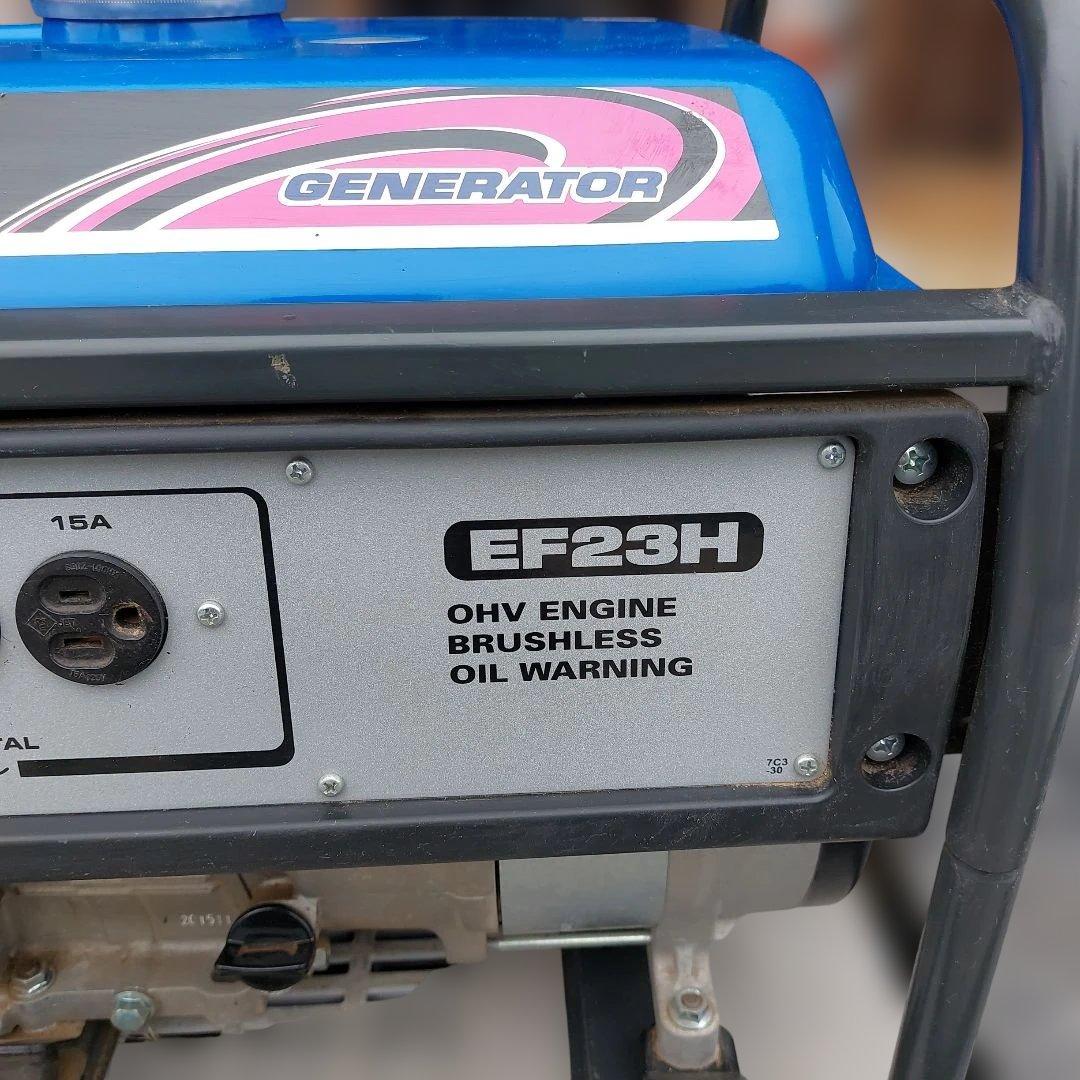 GENERATOR
15A
EF23H
OHV ENGINE
BRUSHLESS
OIL WARNING
TAL
7C3
-30